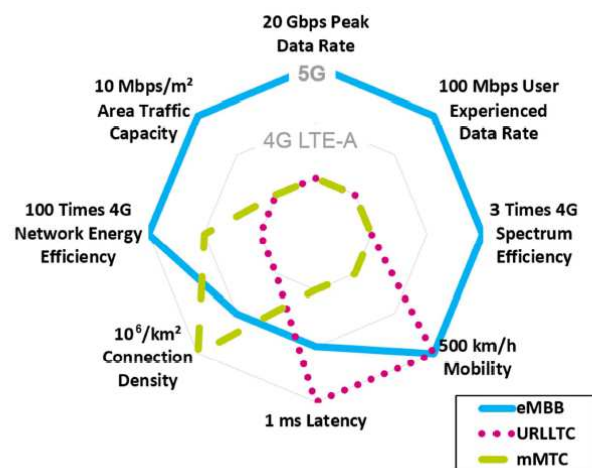 20 Gbps Peak
Data Rate
5G
10 Mbps/m²
Area Traffic
Capacity
100 Mbps User
Experienced
Data Rate
4G LTE-A
100 Times 4G
Network Energy
Efficiency
3 Times 4G
Spectrum
Efficiency
10⁶/km²
Connection
Density
500 km/h
Mobility
1 ms Latency
eMBB
URLLTC
mMTC